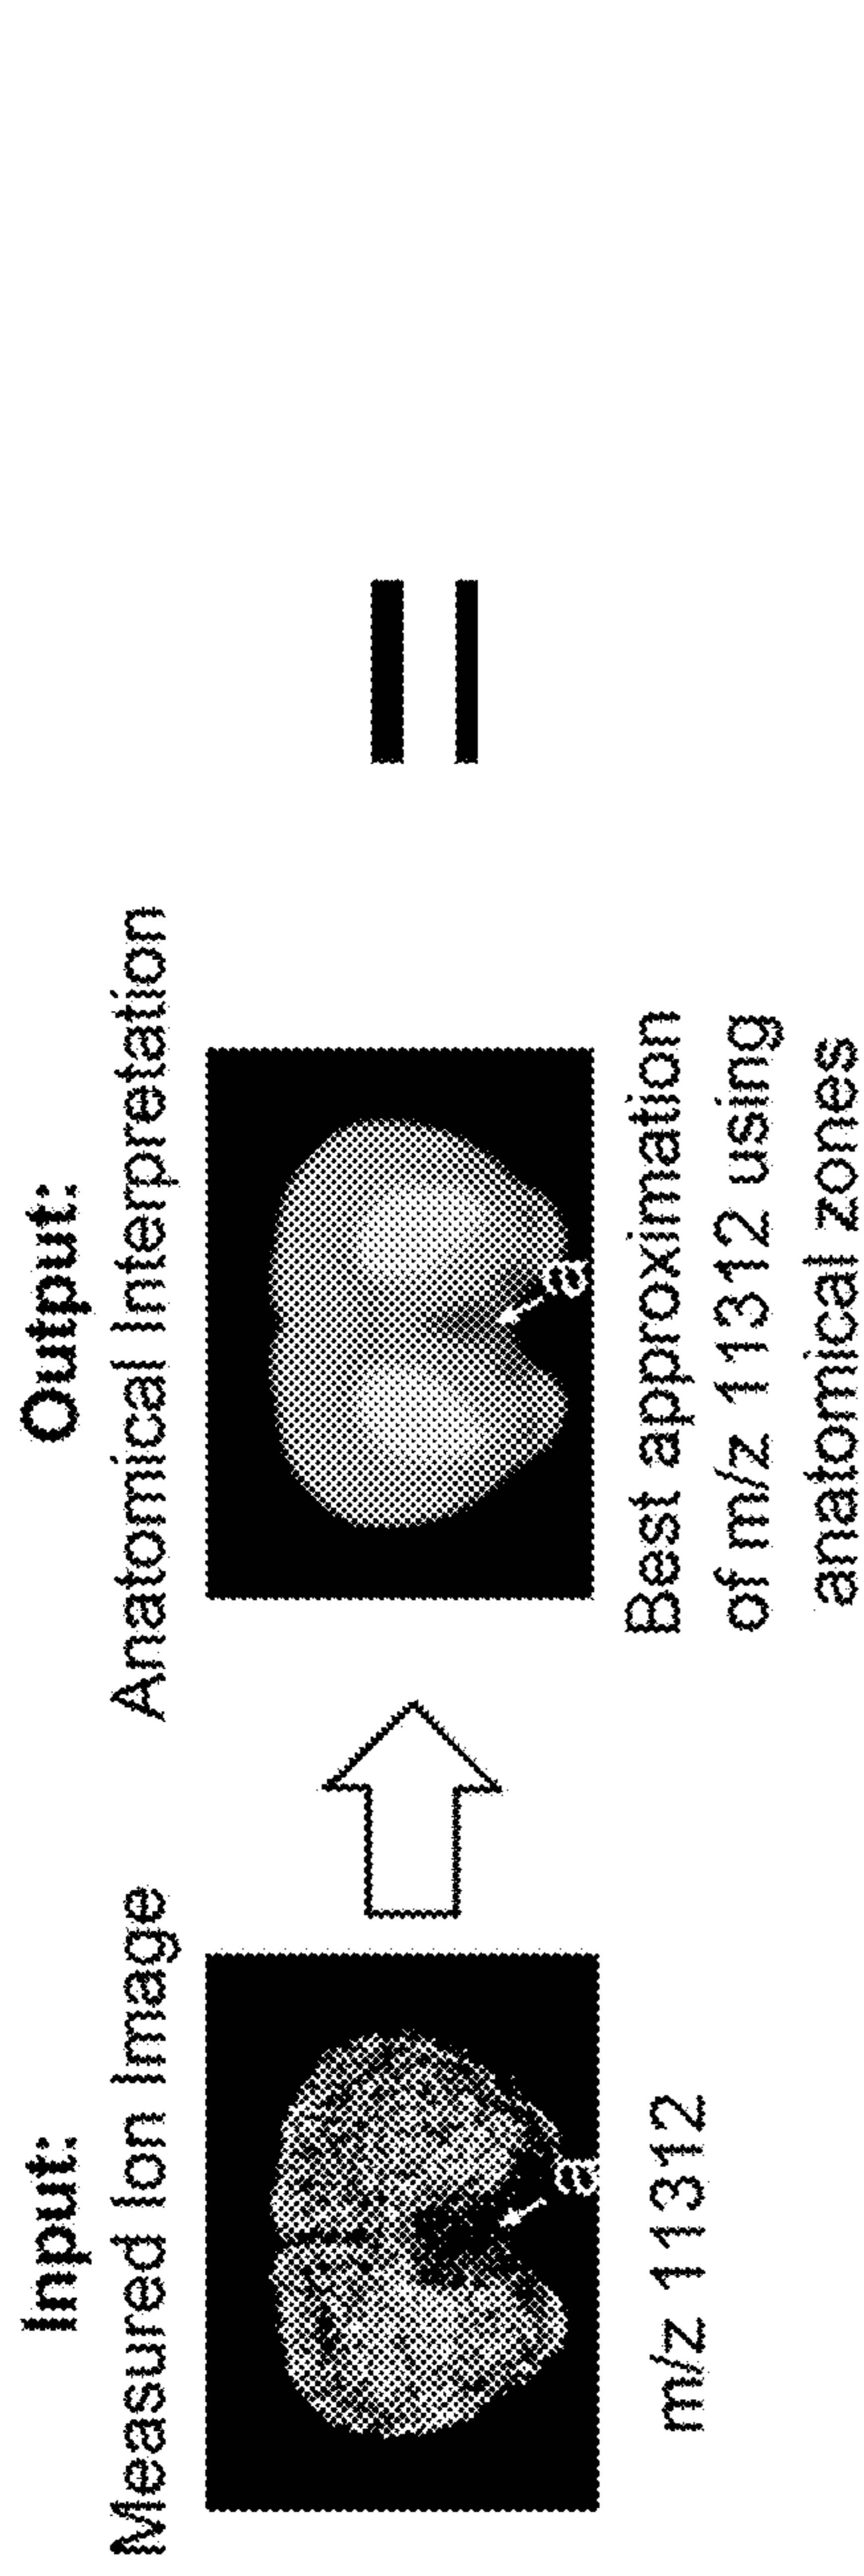 Input:
Measured Ion Image
m/z 11312
Output:
Anatomical Interpretation
Best approximation
of m/z 11312 using
anatomical zones
=